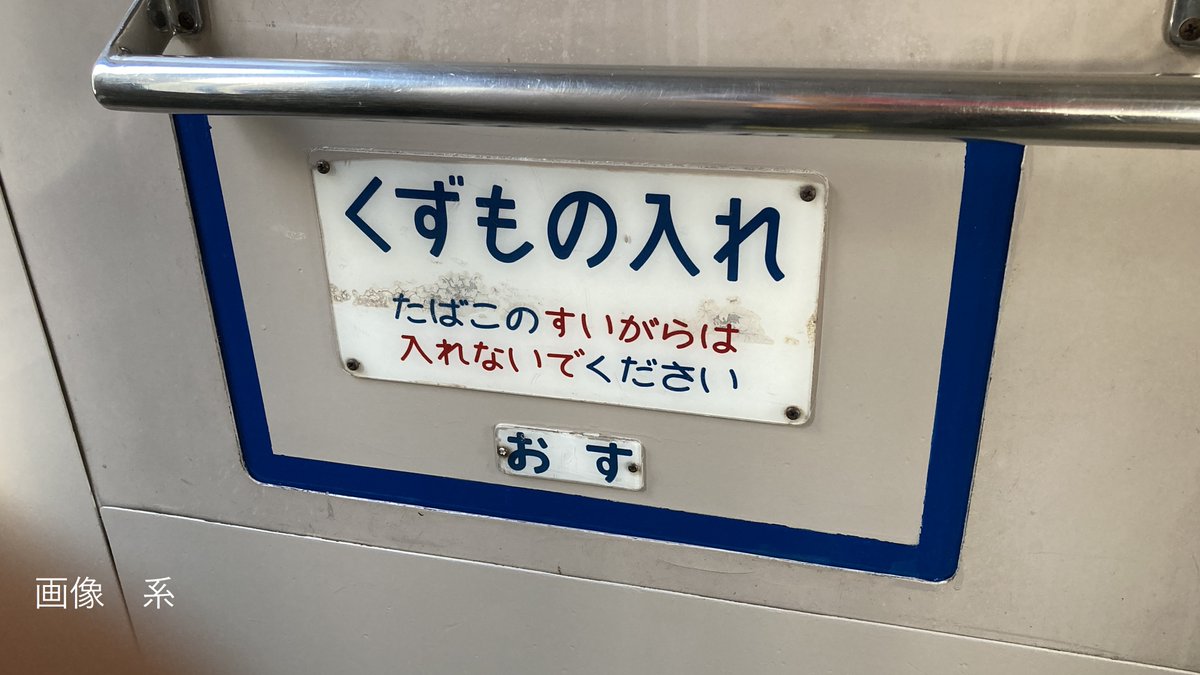 くずもの入れ
たばこのすいがらは
入れないでください
おす
画像 系